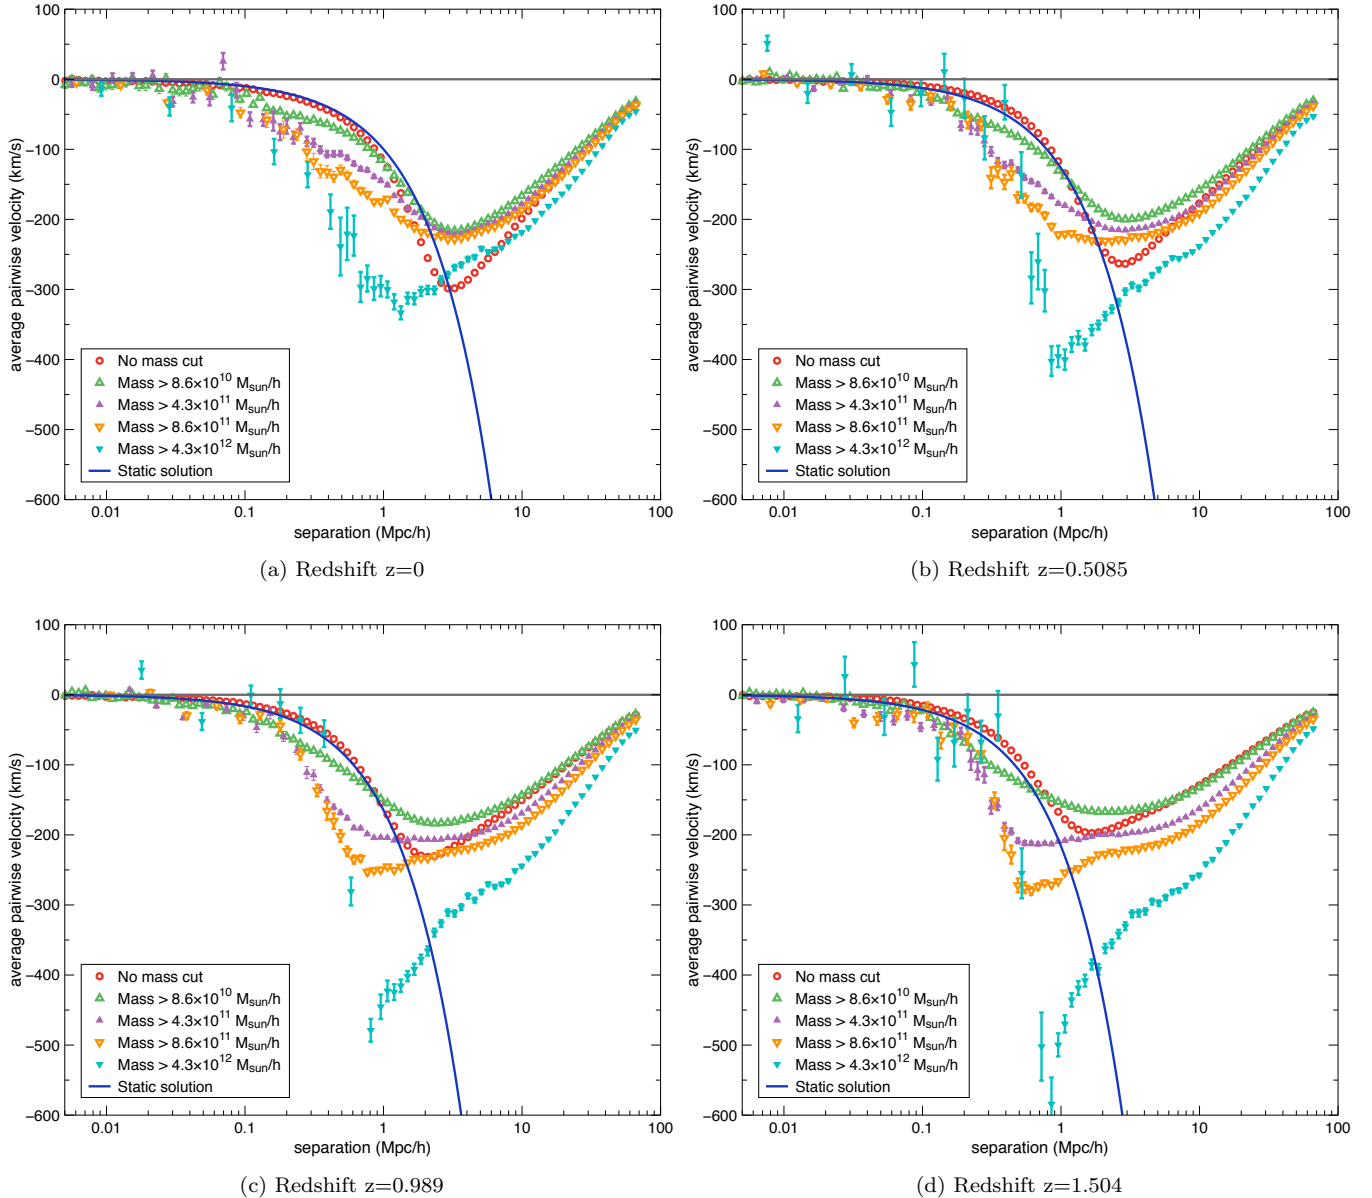 100
0
−100
−200
−300
−400
−500
−600
average pairwise velocity (km/s)
No mass cut
Mass > 8.6×10^10 M_sun/h
Mass > 4.3×10^11 M_sun/h
Mass > 8.6×10^11 M_sun/h
Mass > 4.3×10^12 M_sun/h
Static solution
0.01 0.1 1 10 100
separation (Mpc/h)
(a) Redshift z=0
100
0
−100
−200
−300
−400
−500
−600
average pairwise velocity (km/s)
No mass cut
Mass > 8.6×10^10 M_sun/h
Mass > 4.3×10^11 M_sun/h
Mass > 8.6×10^11 M_sun/h
Mass > 4.3×10^12 M_sun/h
Static solution
0.01 0.1 1 10 100
separation (Mpc/h)
(b) Redshift z=0.5085
100
0
−100
−200
−300
−400
−500
−600
average pairwise velocity (km/s)
No mass cut
Mass > 8.6×10^10 M_sun/h
Mass > 4.3×10^11 M_sun/h
Mass > 8.6×10^11 M_sun/h
Mass > 4.3×10^12 M_sun/h
Static solution
0.01 0.1 1 10 100
separation (Mpc/h)
(c) Redshift z=0.989
100
0
−100
−200
−300
−400
−500
−600
average pairwise velocity (km/s)
No mass cut
Mass > 8.6×10^10 M_sun/h
Mass > 4.3×10^11 M_sun/h
Mass > 8.6×10^11 M_sun/h
Mass > 4.3×10^12 M_sun/h
Static solution
0.01 0.1 1 10 100
separation (Mpc/h)
(d) Redshift z=1.504